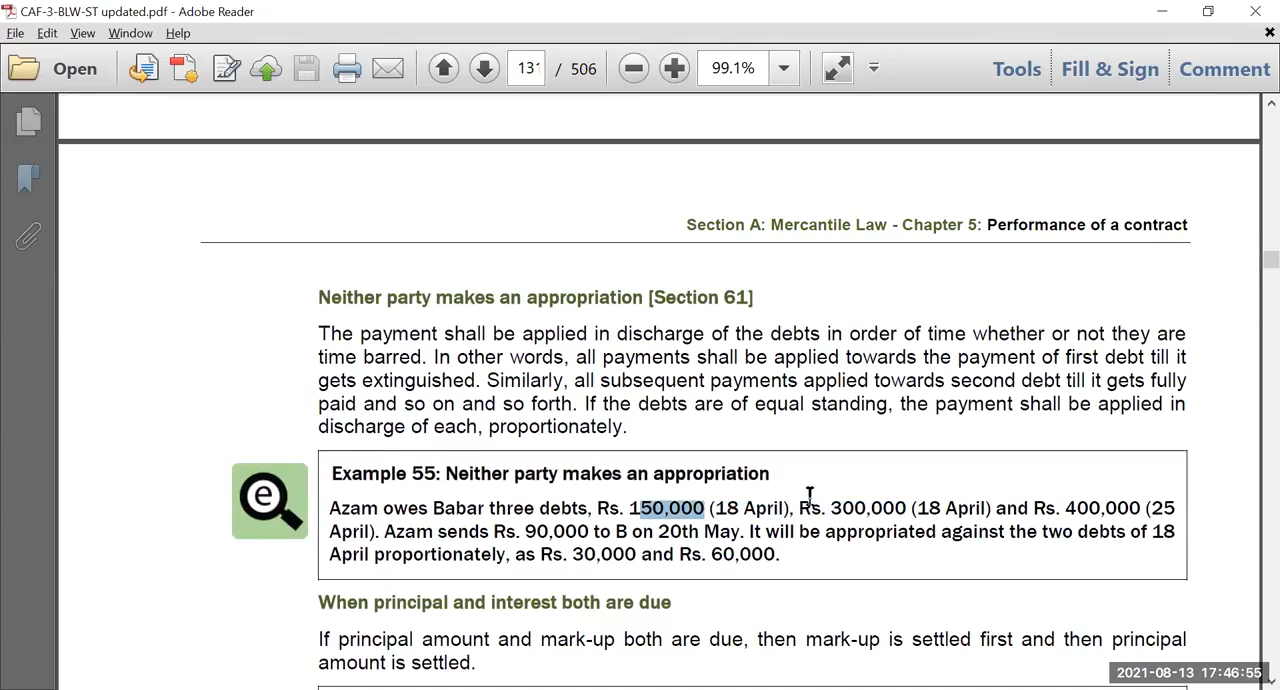 CAF-3-BLW-ST updated.pdf - Adobe Reader
File Edit View Window Help
Open 131 / 506 99.1% Tools Fill & Sign Comment
Section A: Mercantile Law - Chapter 5: Performance of a contract
Neither party makes an appropriation [Section 61]
The payment shall be applied in discharge of the debts in order of time whether or not they are
time barred. In other words, all payments shall be applied towards the payment of first debt till it
gets extinguished. Similarly, all subsequent payments applied towards second debt till it gets fully
paid and so on and so forth. If the debts are of equal standing, the payment shall be applied in
discharge of each, proportionately.
e
Example 55: Neither party makes an appropriation
Azam owes Babar three debts, Rs. 150,000 (18 April), Rs. 300,000 (18 April) and Rs. 400,000 (25
April). Azam sends Rs. 90,000 to B on 20th May. It will be appropriated against the two debts of 18
April proportionately, as Rs. 30,000 and Rs. 60,000.
When principal and interest both are due
If principal amount and mark-up both are due, then mark-up is settled first and then principal
amount is settled.
2021-08-13 17:46:55